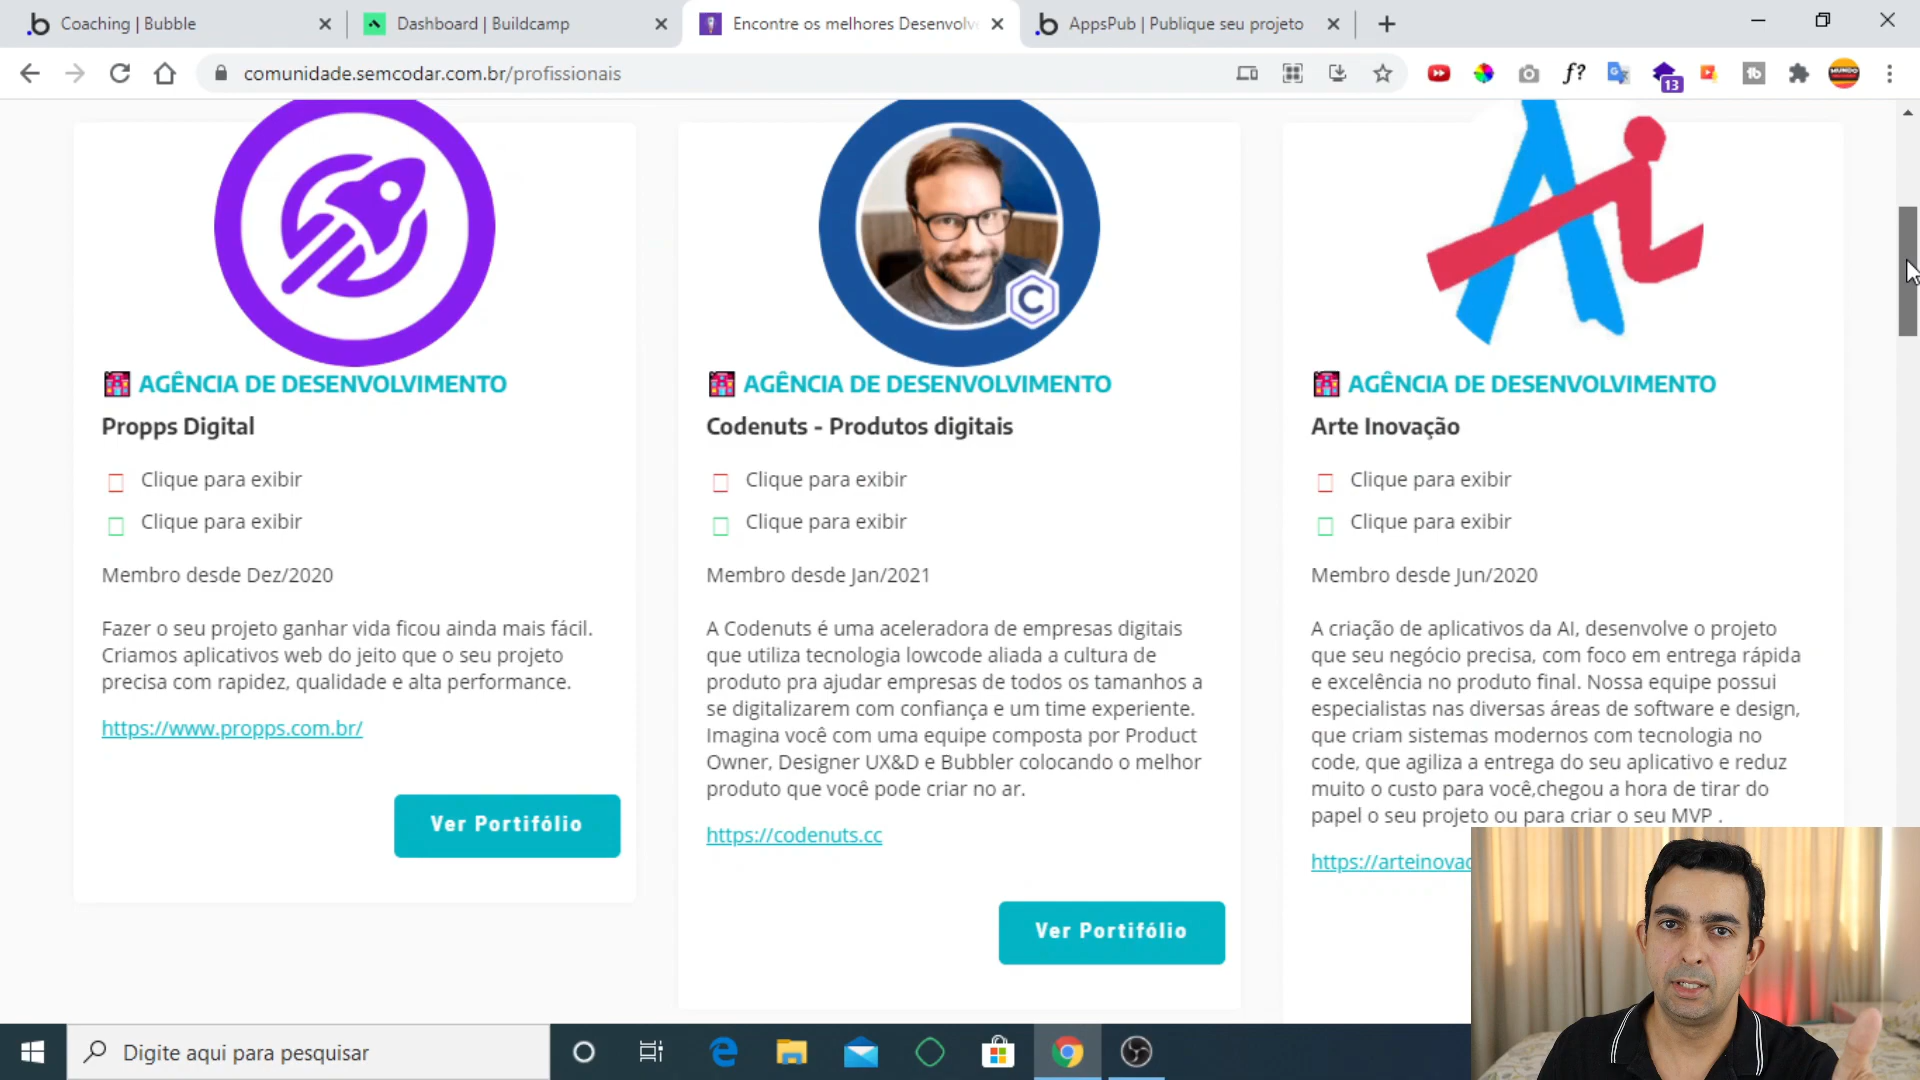 Coaching | Bubble
Dashboard | Buildcamp
Encontre os melhores Desenvolv
AppsPub | Publique seu projeto
comunidade.semcodar.com.br/profissionais
f?
13
tb
AGÊNCIA DE DESENVOLVIMENTO
Propps Digital
Clique para exibir
Clique para exibir
Membro desde Dez/2020
Fazer o seu projeto ganhar vida ficou ainda mais fácil.
Criamos aplicativos web do jeito que o seu projeto
precisa com rapidez, qualidade e alta performance.
https://www.propps.com.br/
Ver Portifólio
C
AGÊNCIA DE DESENVOLVIMENTO
Codenuts - Produtos digitais
Clique para exibir
Clique para exibir
Membro desde Jan/2021
A Codenuts é uma aceleradora de empresas digitais
que utiliza tecnologia lowcode aliada a cultura de
produto pra ajudar empresas de todos os tamanhos a
se digitalizarem com confiança e um time experiente.
Imagina você com uma equipe composta por Product
Owner, Designer UX&D e Bubbler colocando o melhor
produto que você pode criar no ar.
https://codenuts.cc
Ver Portifólio
AGÊNCIA DE DESENVOLVIMENTO
Arte Inovação
Clique para exibir
Clique para exibir
Membro desde Jun/2020
A criação de aplicativos da AI, desenvolve o projeto
que seu negócio precisa, com foco em entrega rápida
e excelência no produto final. Nossa equipe possui
especialistas nas diversas áreas de software e design,
que criam sistemas modernos com tecnologia no
code, que agiliza a entrega do seu aplicativo e reduz
muito o custo para você,chegou a hora de tirar do
papel o seu projeto ou para criar o seu MVP .
https://arteinovac
Digite aqui para pesquisar